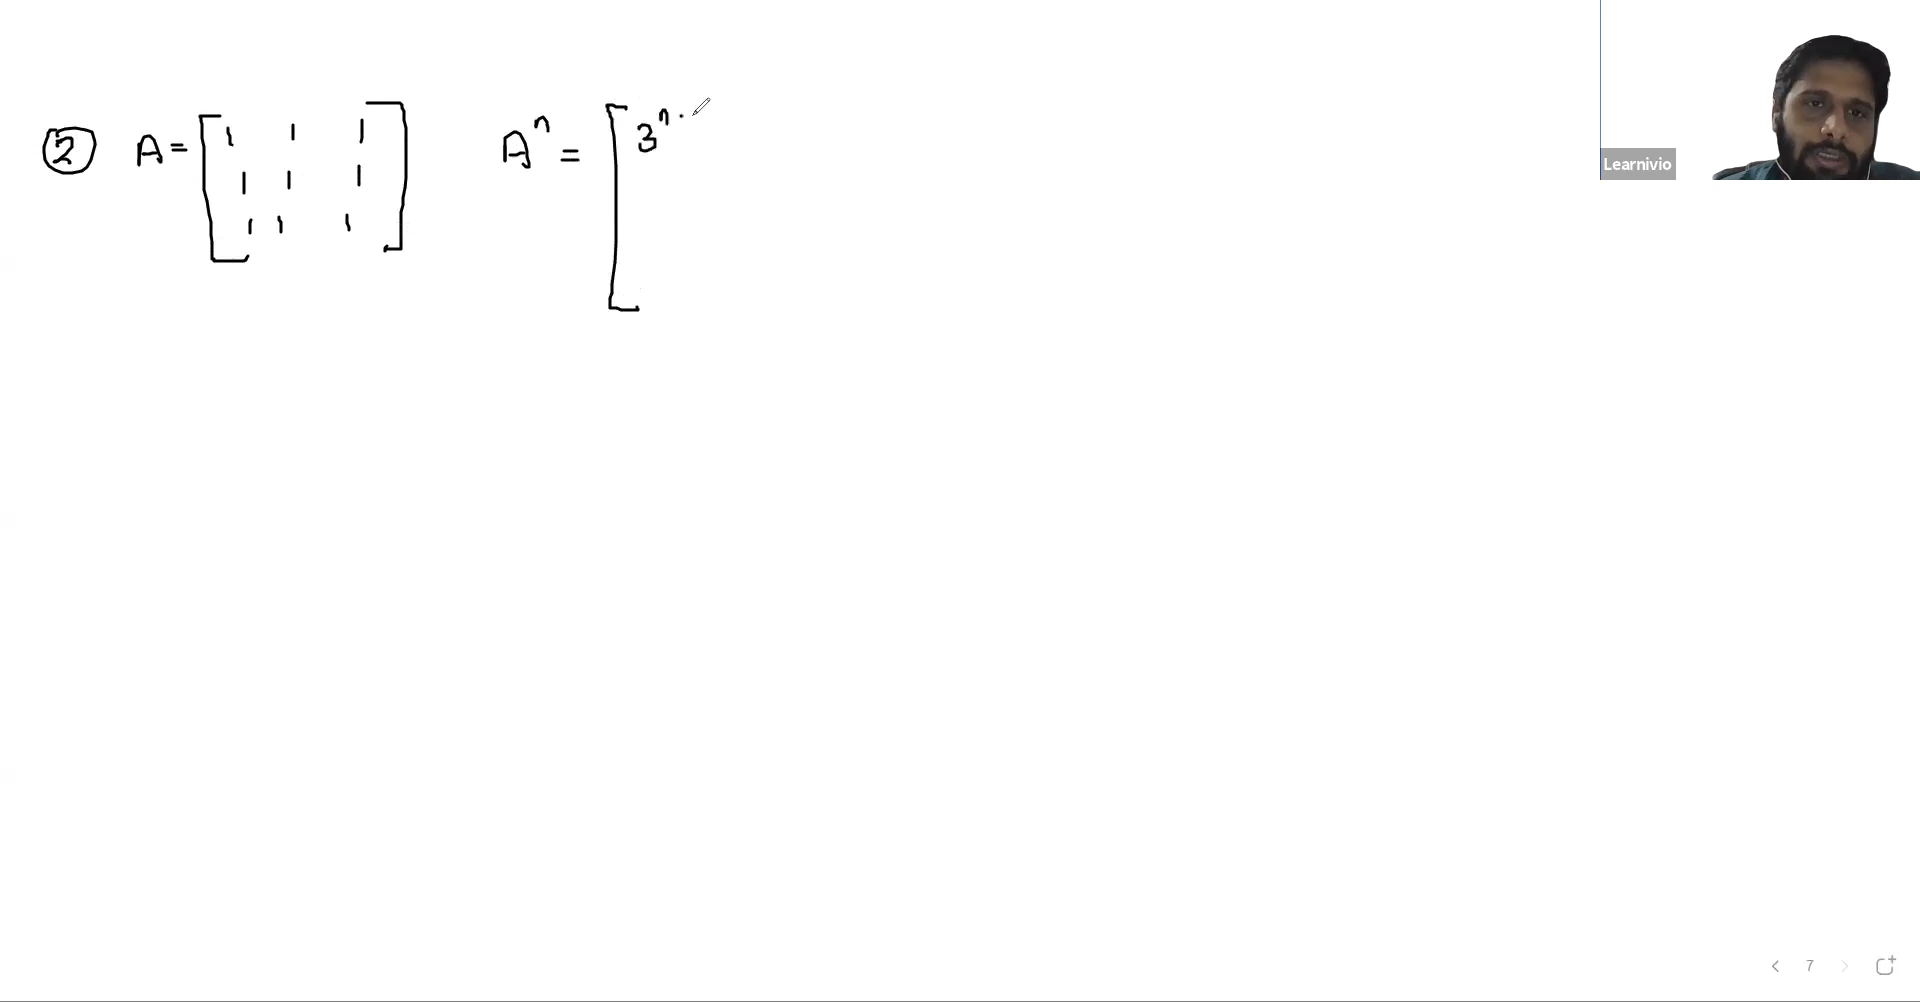 ② A = [ 1 1 1 Aⁿ = [ 3ⁿ·
1 1 1
1 1 1 ]
Learnivio
7